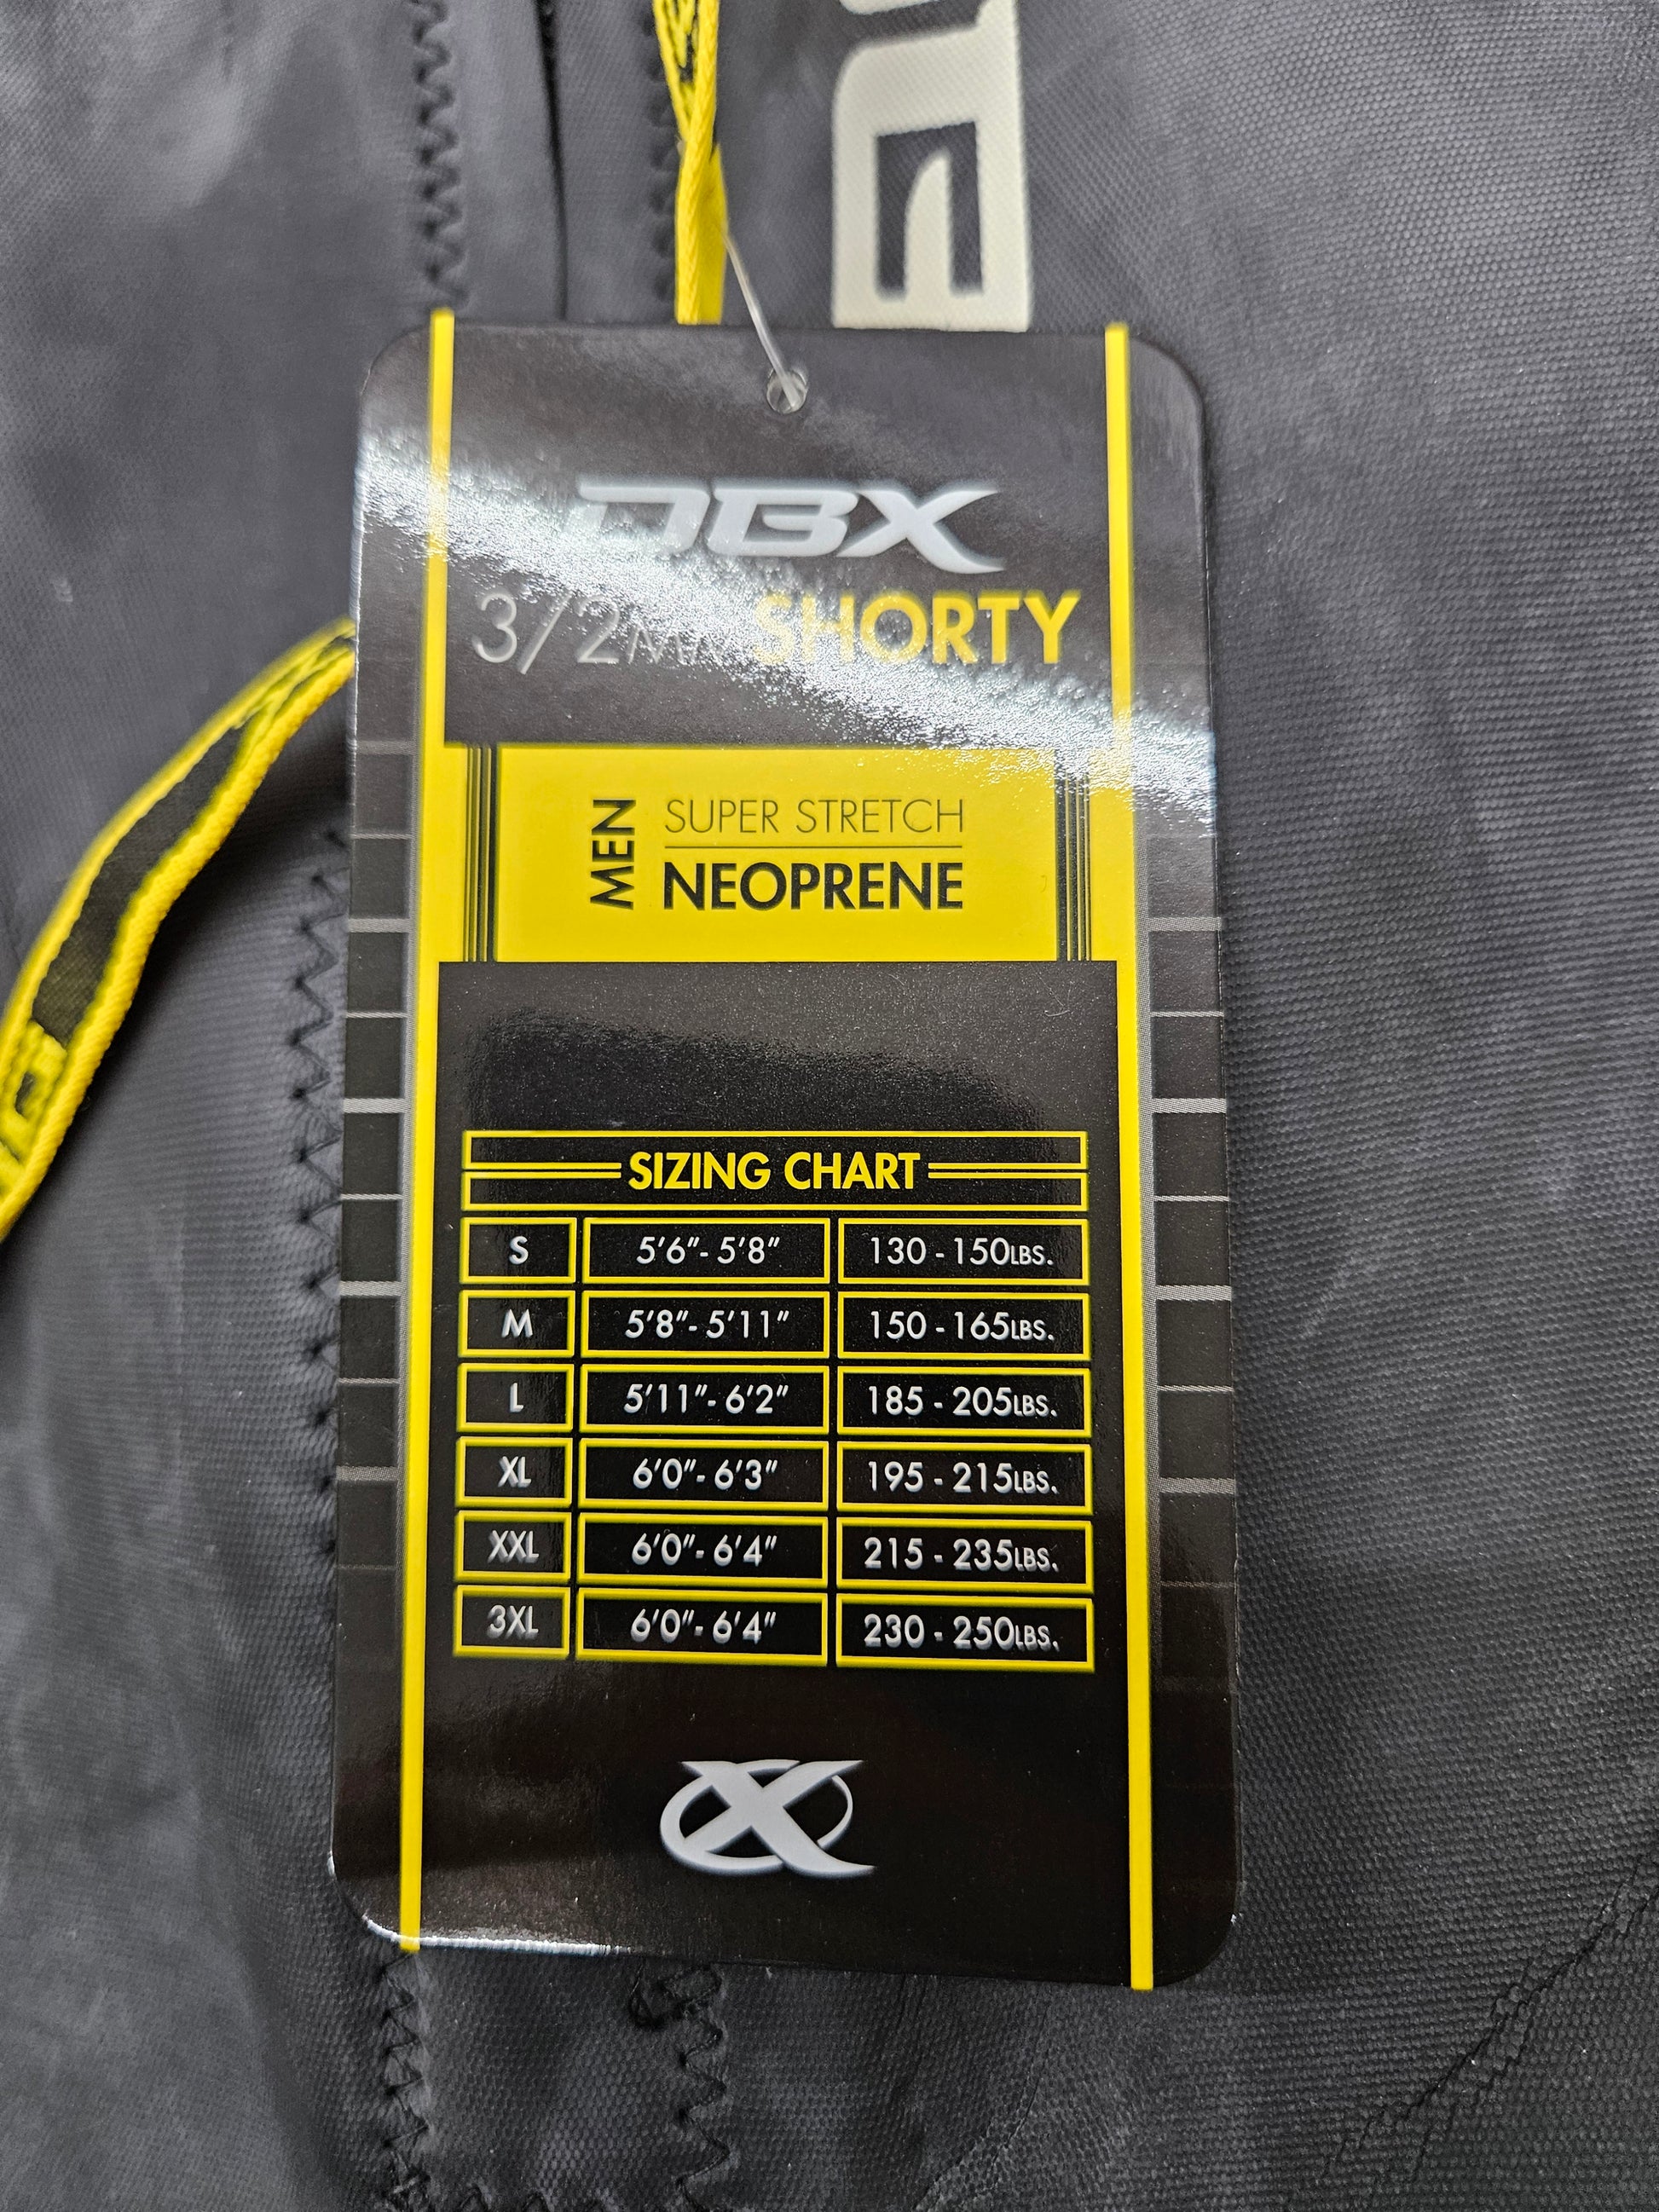 DBX
3/2MM SHORTY
MEN
SUPER STRETCH
NEOPRENE
SIZING CHART
S 5'6"- 5'8" 130 - 150LBS.
M 5'8"- 5'11" 150 - 165LBS.
L 5'11"- 6'2" 185 - 205LBS.
XL 6'0"- 6'3" 195 - 215LBS.
XXL 6'0"- 6'4" 215 - 235LBS.
3XL 6'0"- 6'4" 230 - 250LBS.